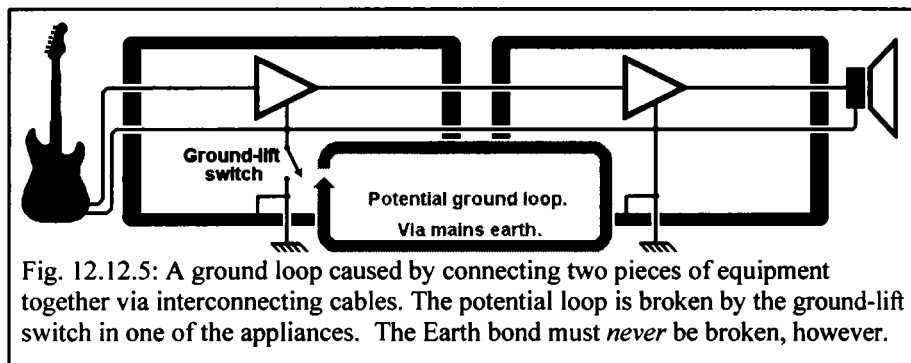 Ground-lift
switch
Potential ground loop.
Via mains earth.
Fig. 12.12.5: A ground loop caused by connecting two pieces of equipment
together via interconnecting cables. The potential loop is broken by the ground-lift
switch in one of the appliances.  The Earth bond must never be broken, however.